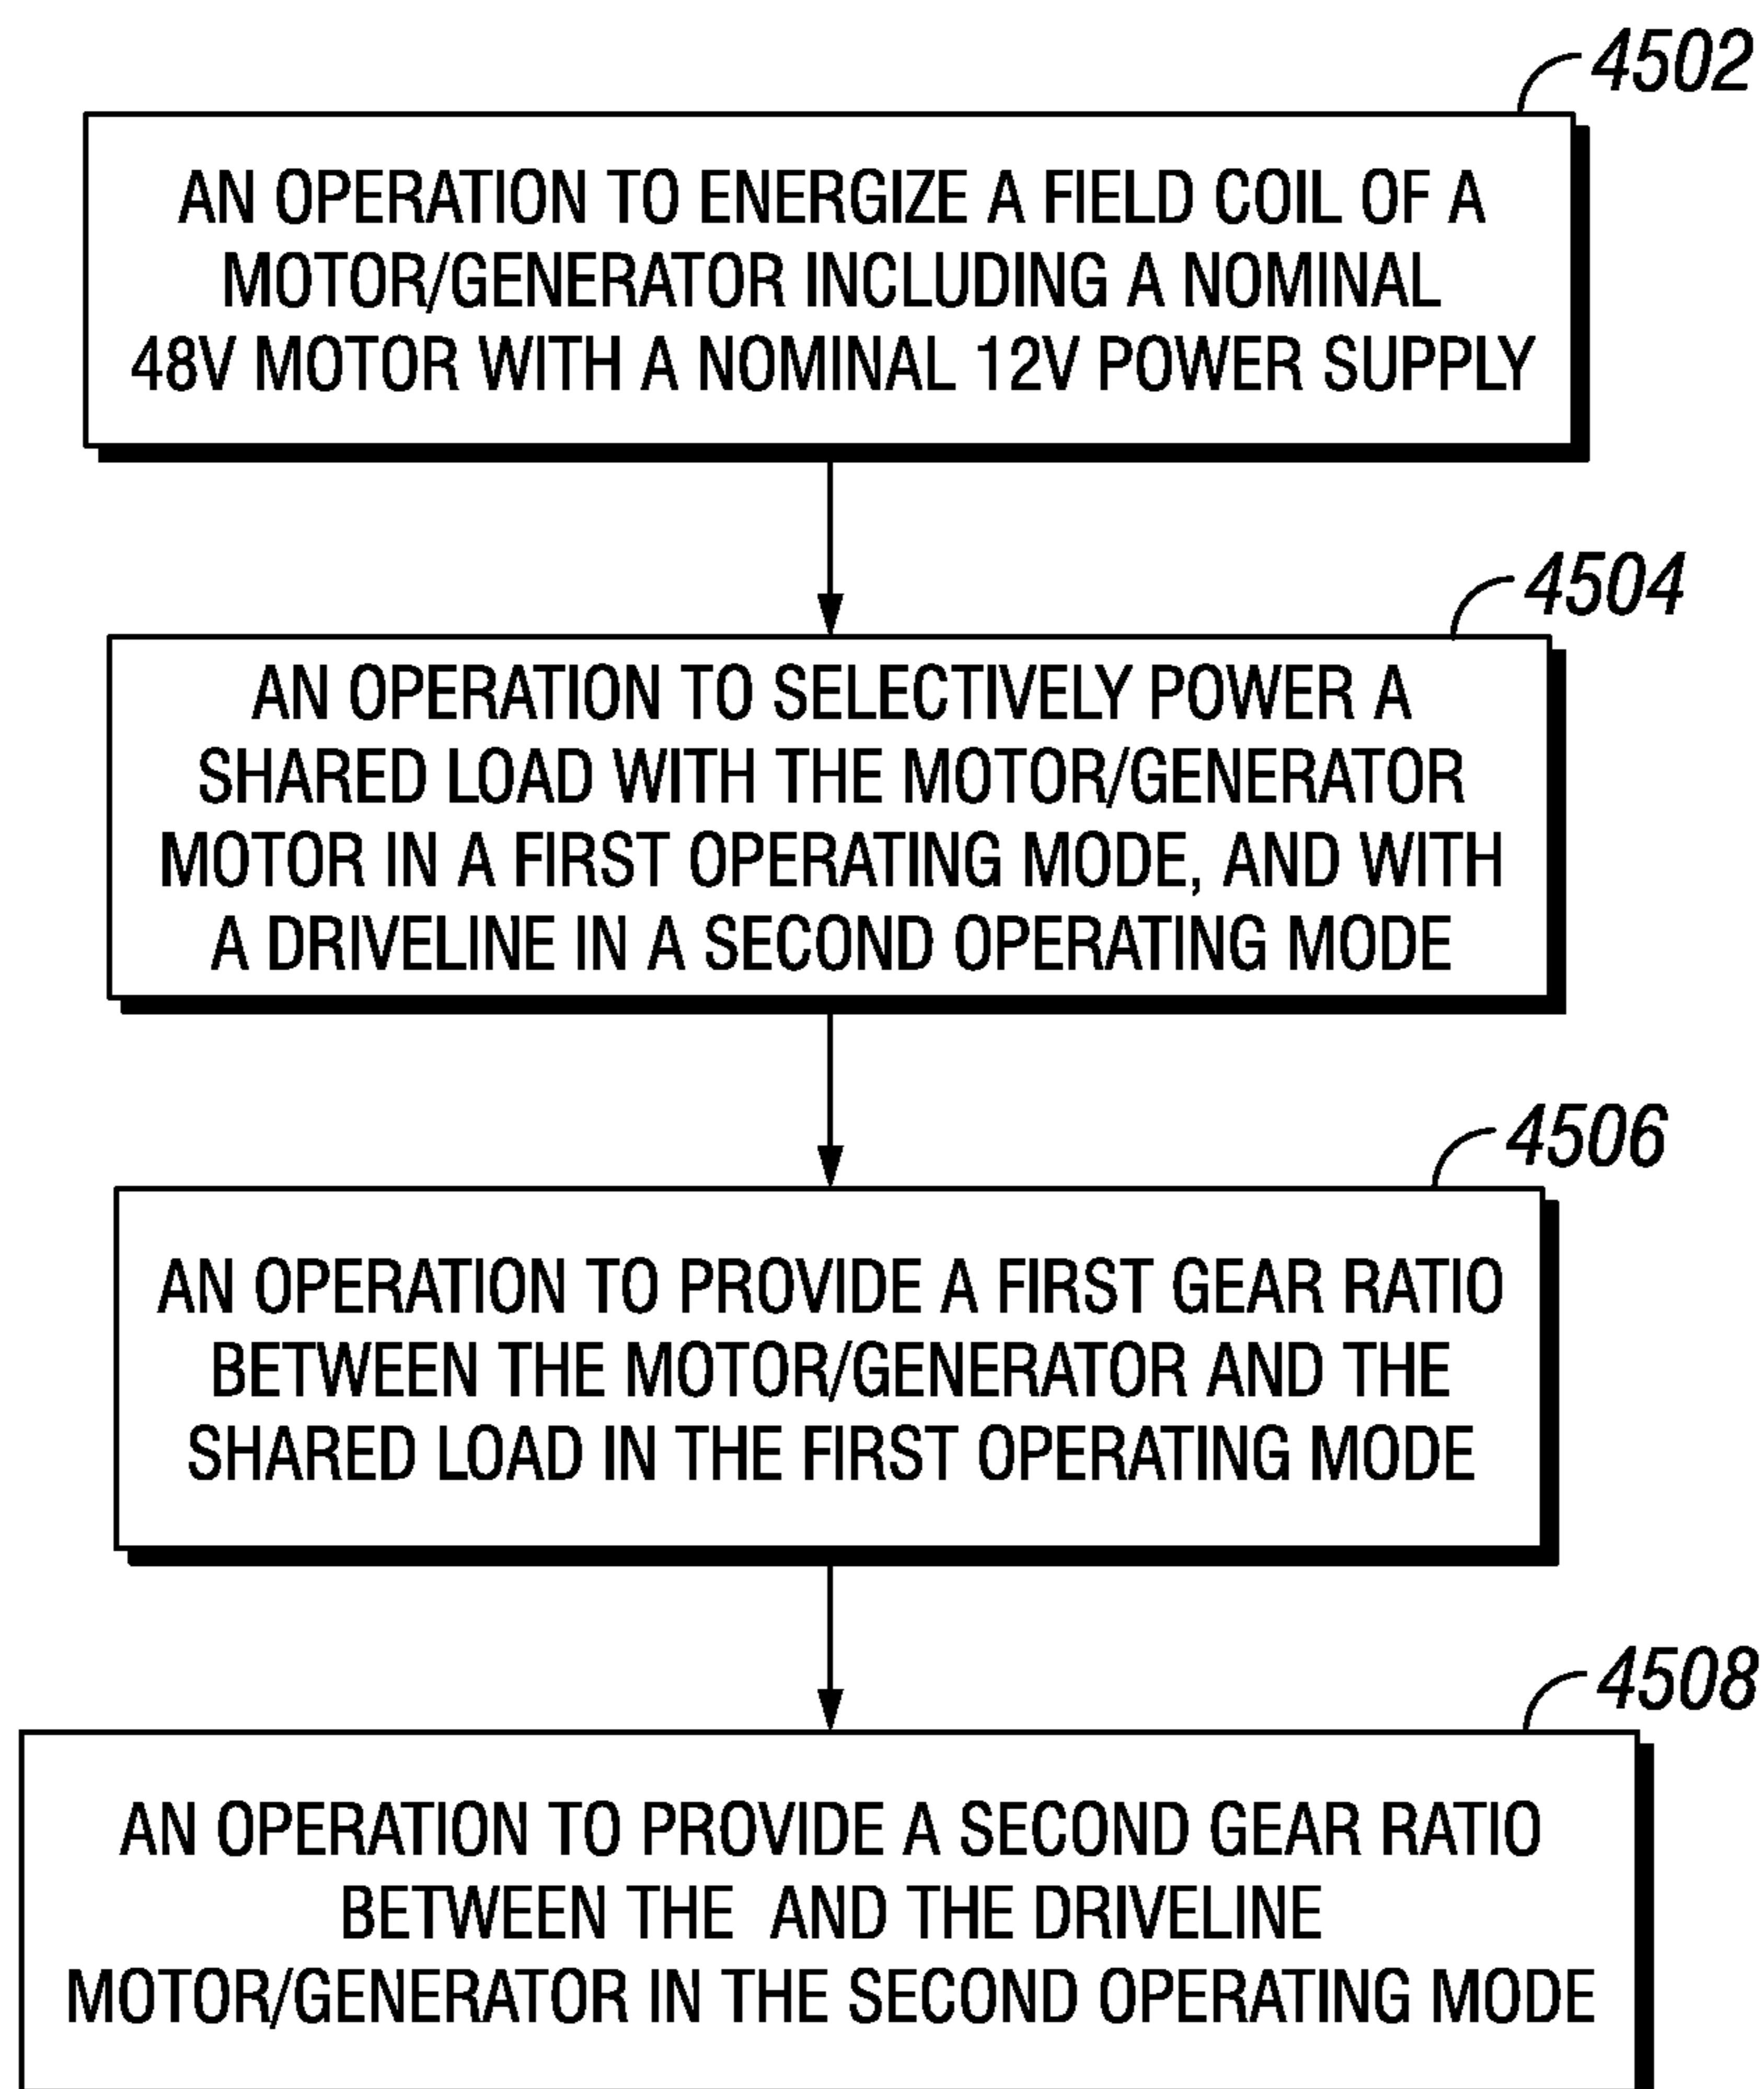 4502
AN OPERATION TO ENERGIZE A FIELD COIL OF A
MOTOR/GENERATOR INCLUDING A NOMINAL
48V MOTOR WITH A NOMINAL 12V POWER SUPPLY
4504
AN OPERATION TO SELECTIVELY POWER A
SHARED LOAD WITH THE MOTOR/GENERATOR
MOTOR IN A FIRST OPERATING MODE, AND WITH
A DRIVELINE IN A SECOND OPERATING MODE
4506
AN OPERATION TO PROVIDE A FIRST GEAR RATIO
BETWEEN THE MOTOR/GENERATOR AND THE
SHARED LOAD IN THE FIRST OPERATING MODE
4508
AN OPERATION TO PROVIDE A SECOND GEAR RATIO
BETWEEN THE AND THE DRIVELINE
MOTOR/GENERATOR IN THE SECOND OPERATING MODE